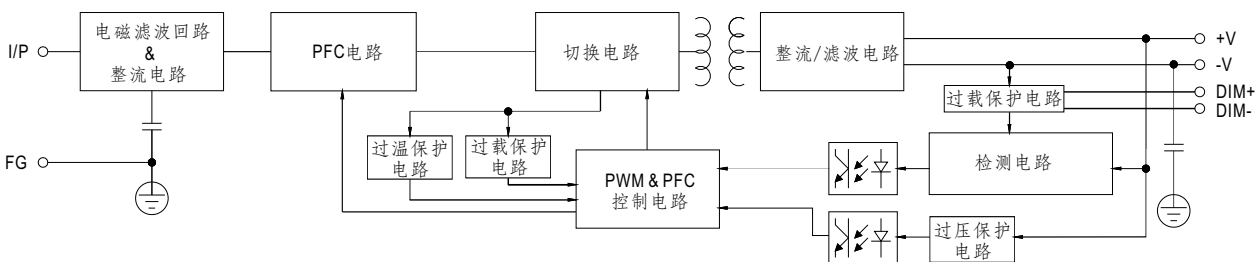 I/P
电磁滤波回路
&
整流电路
PFC电路
切换电路
整流/滤波电路
+V
-V
DIM+
DIM-
过载保护电路
FG
过温保护
电路
过载保护
电路
PWM & PFC
控制电路
检测电路
过压保护
电路